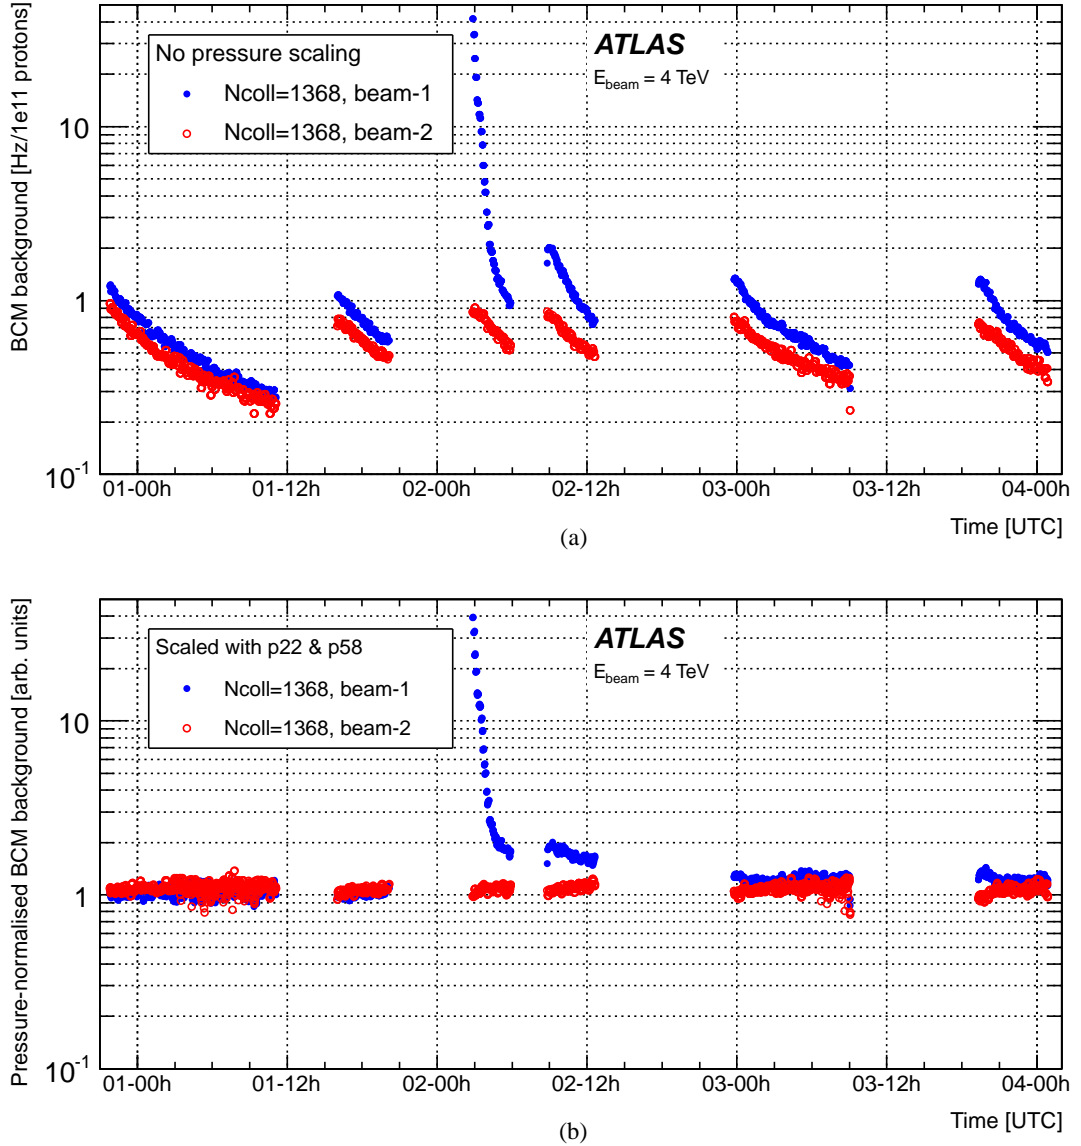 BCM background [Hz/1e11 protons]
No pressure scaling
Ncoll=1368, beam-1
Ncoll=1368, beam-2
ATLAS
E_beam = 4 TeV
10
1
10^-1
01-00h 01-12h 02-00h 02-12h 03-00h 03-12h 04-00h
Time [UTC]
(a)
Pressure-normalised BCM background [arb. units]
Scaled with p22 & p58
Ncoll=1368, beam-1
Ncoll=1368, beam-2
ATLAS
E_beam = 4 TeV
10
1
10^-1
01-00h 01-12h 02-00h 02-12h 03-00h 03-12h 04-00h
Time [UTC]
(b)